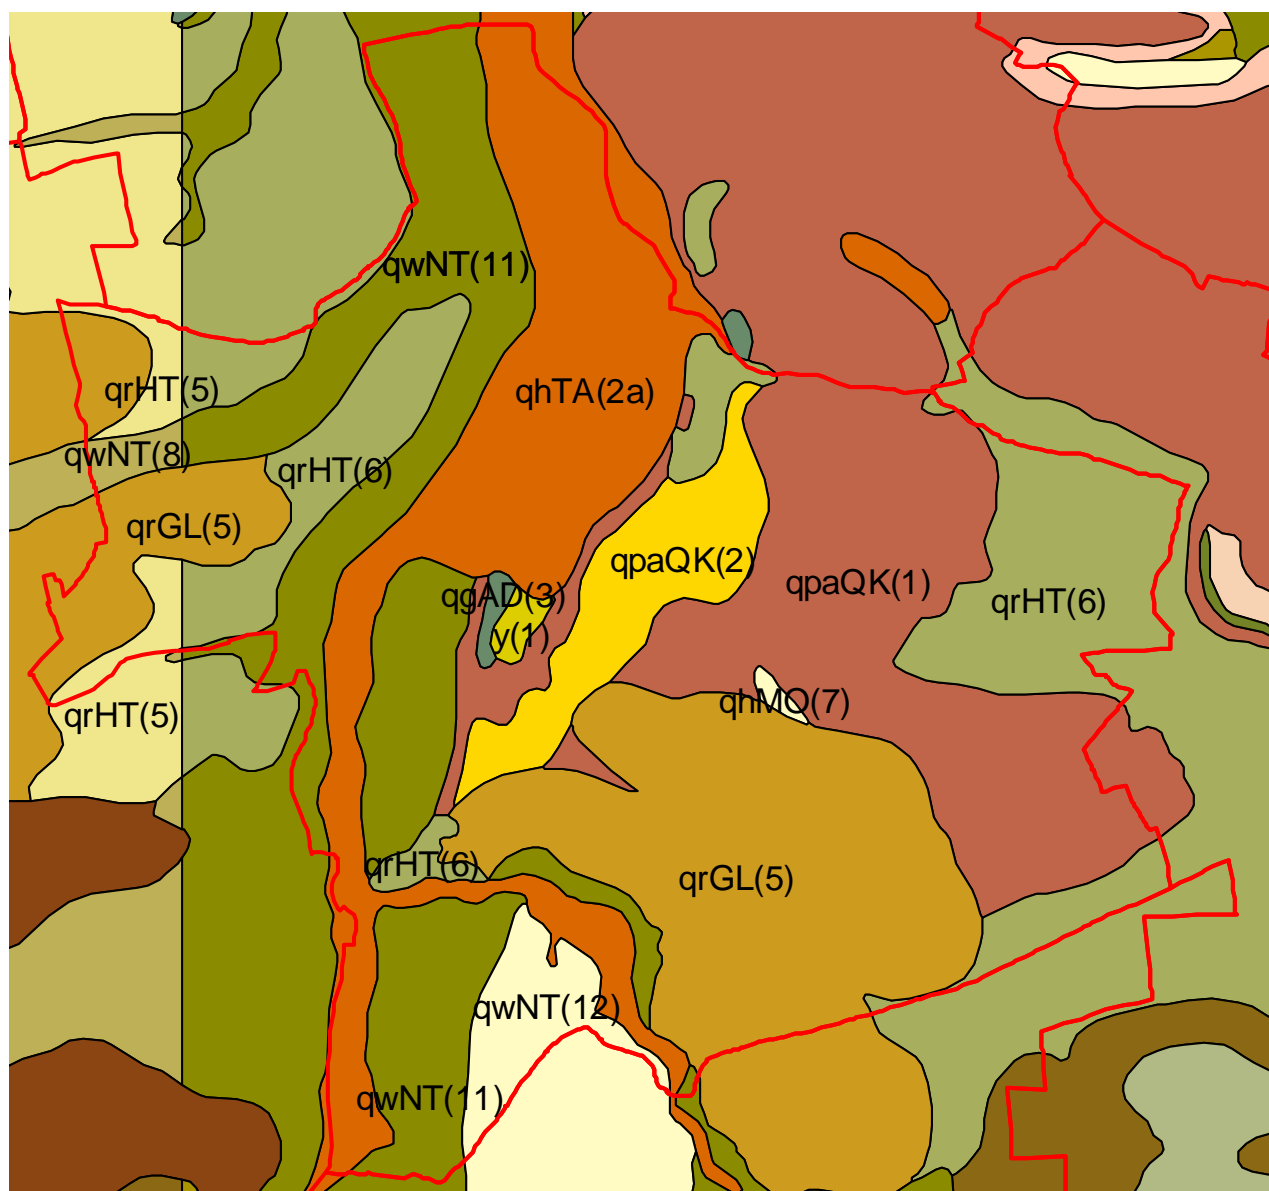 qwNT(11)
qrHT(5)
qhTA(2a)
qwNT(8)
qrHT(6)
qrGL(5)
qpaQK(2)
qpaQK(1)
qgAD(3)
qrHT(6)
y(1)
qrHT(5)
qhMO(7)
qrHT(6)
qrGL(5)
qwNT(12)
qwNT(11)